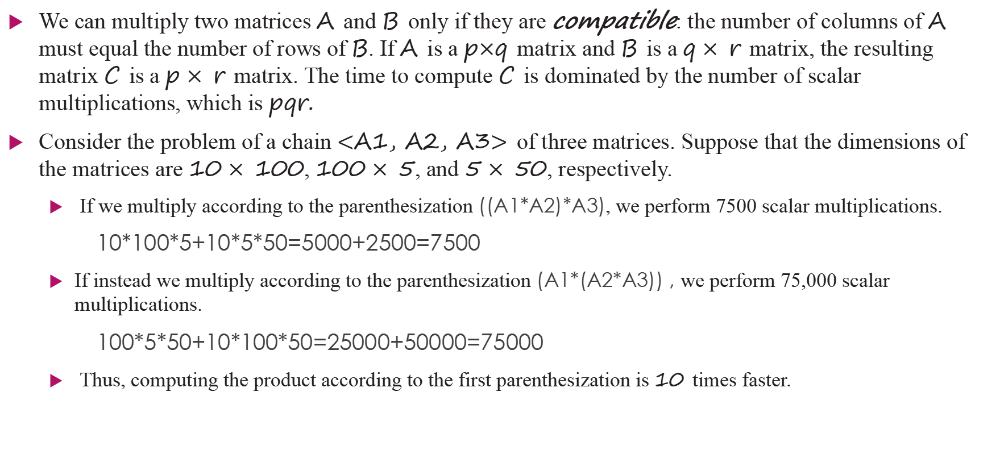 We can multiply two matrices A and B only if they are compatible: the number of columns of A
must equal the number of rows of B. If A is a p×q matrix and B is a q × r matrix, the resulting
matrix C is a p × r matrix. The time to compute C is dominated by the number of scalar
multiplications, which is pqr.
Consider the problem of a chain <A1, A2, A3> of three matrices. Suppose that the dimensions of
the matrices are 10 × 100, 100 × 5, and 5 × 50, respectively.
If we multiply according to the parenthesization ((A1*A2)*A3), we perform 7500 scalar multiplications.
10*100*5+10*5*50=5000+2500=7500
If instead we multiply according to the parenthesization (A1*(A2*A3)) , we perform 75,000 scalar
multiplications.
100*5*50+10*100*50=25000+50000=75000
Thus, computing the product according to the first parenthesization is 10 times faster.